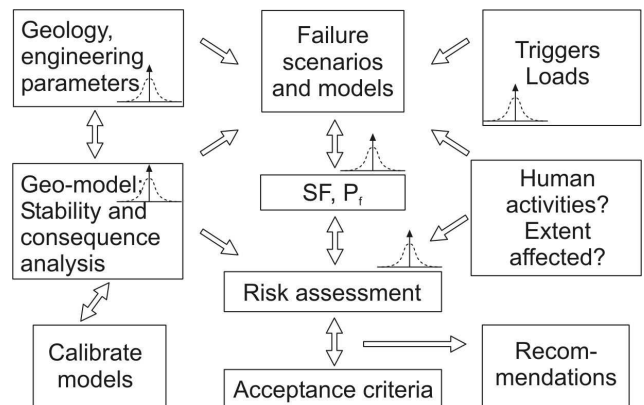 Geology,
engineering
parameters
Failure
scenarios
and models
Triggers
Loads
Geo-model:
Stability and
consequence
analysis
SF, Pf
Human
activities?
Extent
affected?
Risk assessment
Calibrate
models
Acceptance criteria
Recom-
mendations